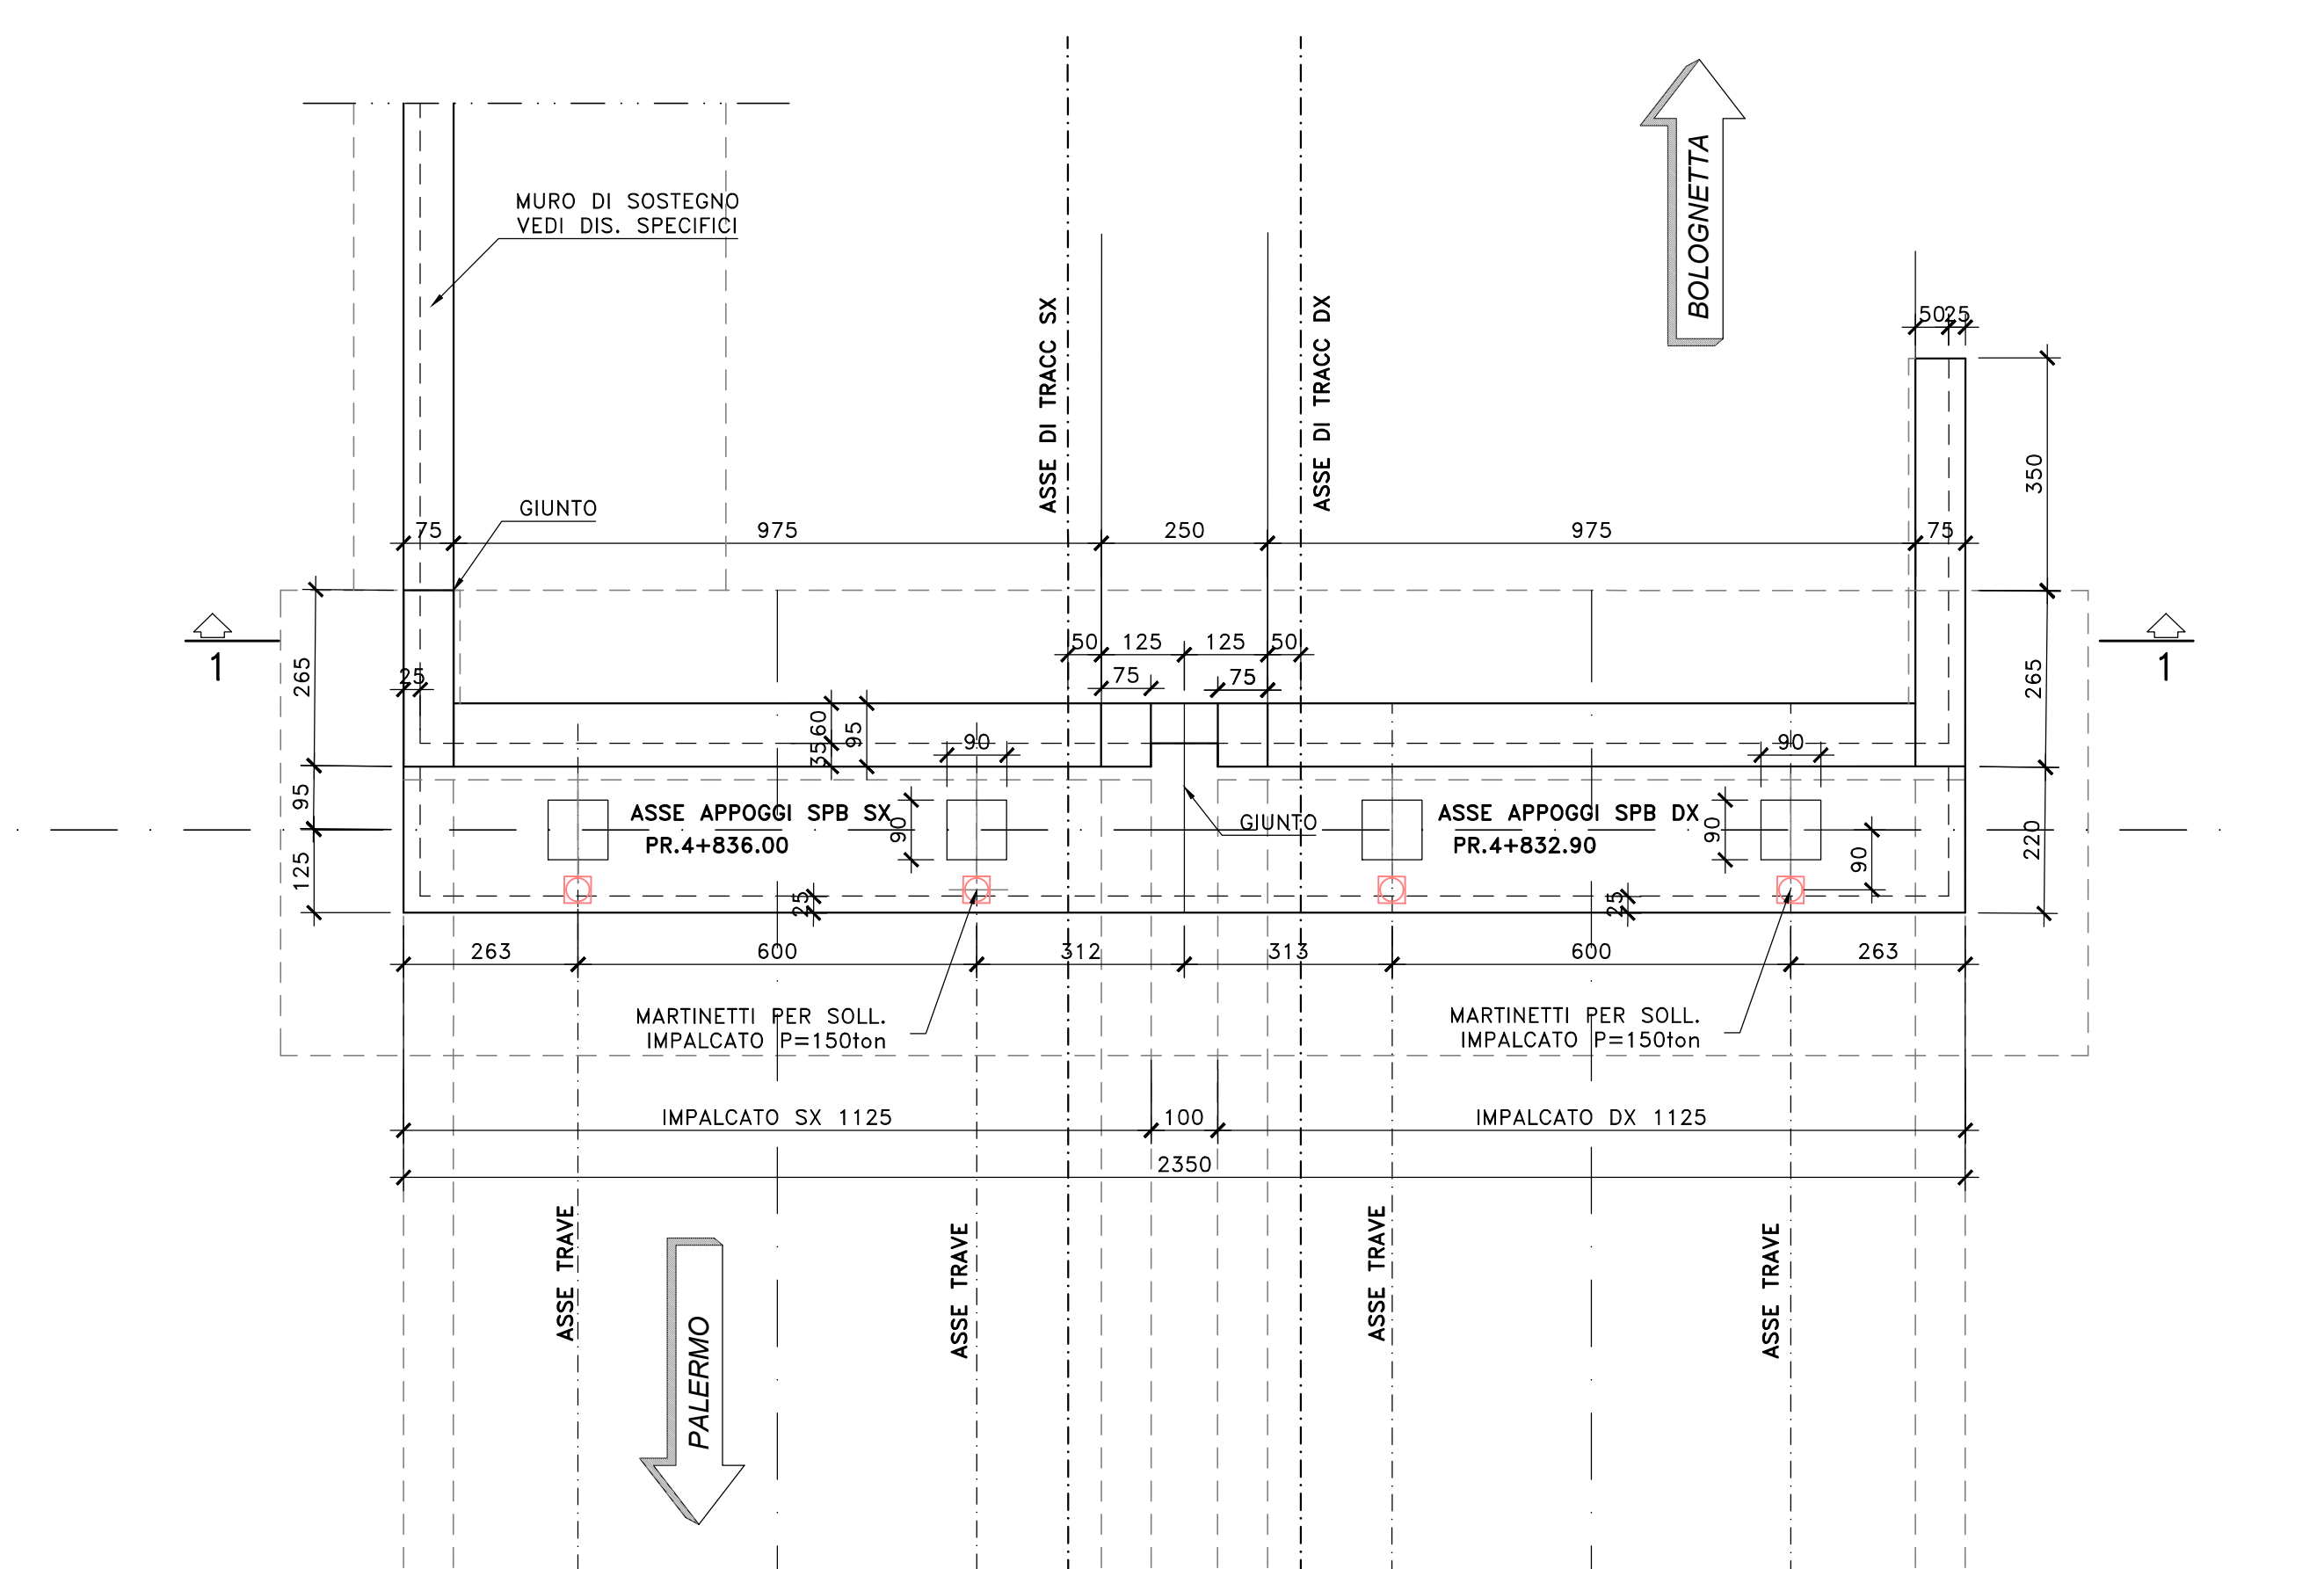 BOLOGNETTA
MURO DI SOSTEGNO
VEDI DIS. SPECIFICI
ASSE DI TRACC SX
ASSE DI TRACC DX
50
25
350
GIUNTO
75
975
250
975
75
1
1
265
25
50
125
125
50
75
75
265
60
35
95
90
90
95
ASSE APPOGGI SPB SX
PR.4+836.00
90
GIUNTO
ASSE APPOGGI SPB DX
PR.4+832.90
90
90
220
125
25
25
263
600
312
313
600
263
MARTINETTI PER SOLL.
IMPALCATO P=150ton
MARTINETTI PER SOLL.
IMPALCATO P=150ton
IMPALCATO SX 1125
100
IMPALCATO DX 1125
2350
ASSE TRAVE
ASSE TRAVE
ASSE TRAVE
ASSE TRAVE
PALERMO